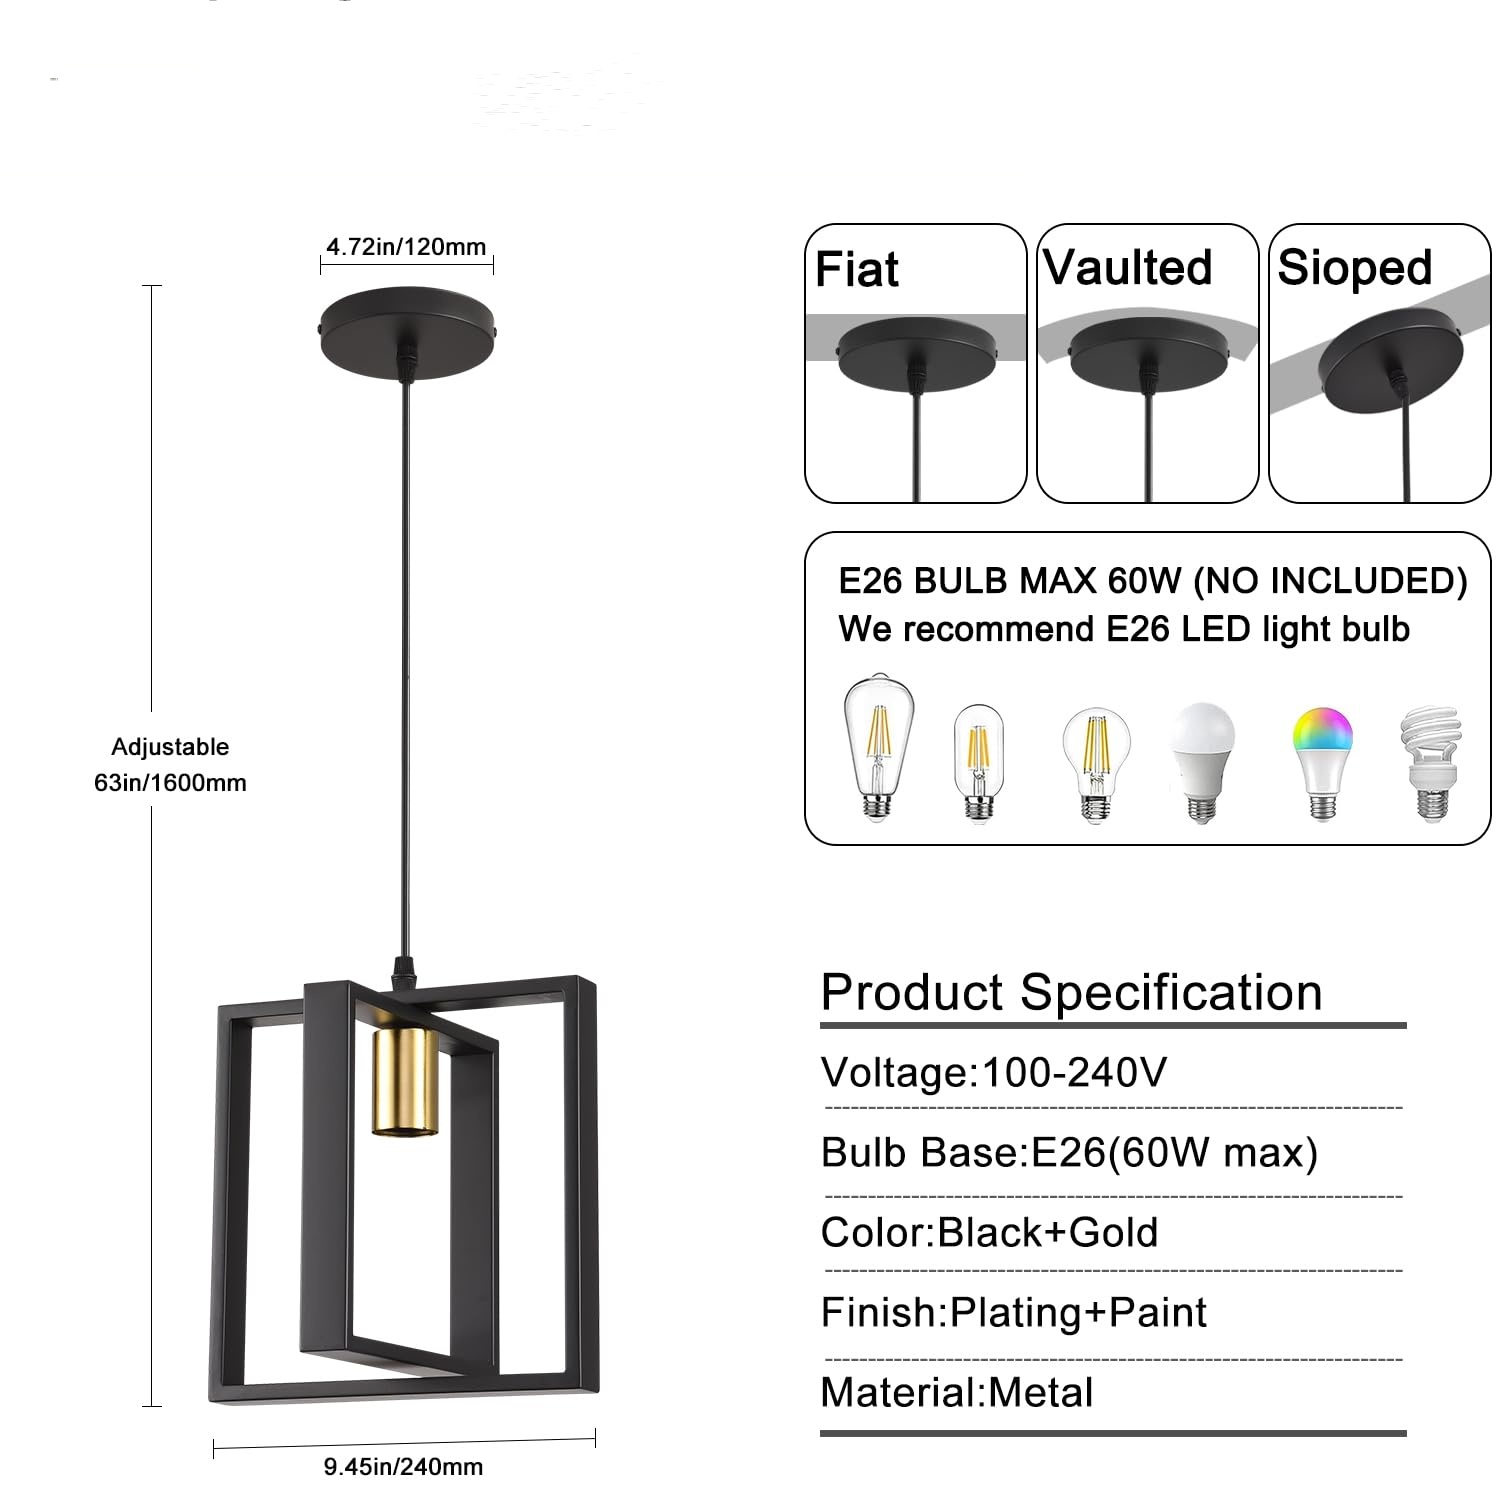 4.72in/120mm
Adjustable
63in/1600mm
9.45in/240mm
Fiat
Vaulted
Sioped
E26 BULB MAX 60W (NO INCLUDED)
We recommend E26 LED light bulb
Product Specification
Voltage:100-240V
Bulb Base:E26(60W max)
Color:Black+Gold
Finish:Plating+Paint
Material:Metal